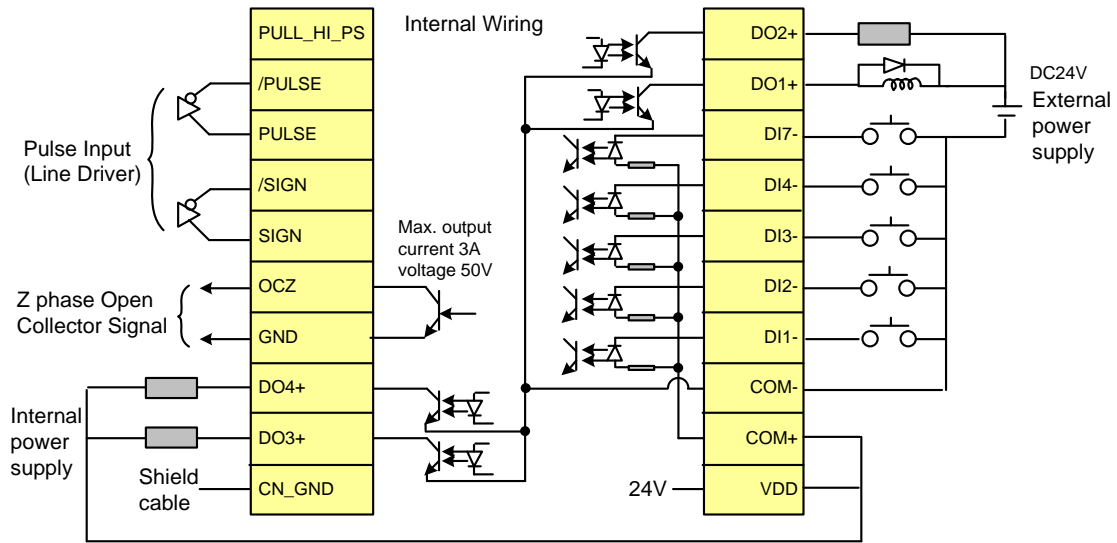 Internal Wiring
PULL_HI_PS
/PULSE
PULSE
/SIGN
SIGN
OCZ
GND
DO4+
DO3+
CN_GND
Pulse Input
(Line Driver)
Z phase Open
Collector Signal
Internal
power
supply
Shield
cable
Max. output
current 3A
voltage 50V
DO2+
DO1+
DI7-
DI4-
DI3-
DI2-
DI1-
COM-
COM+
VDD
24V
DC24V
External
power
supply